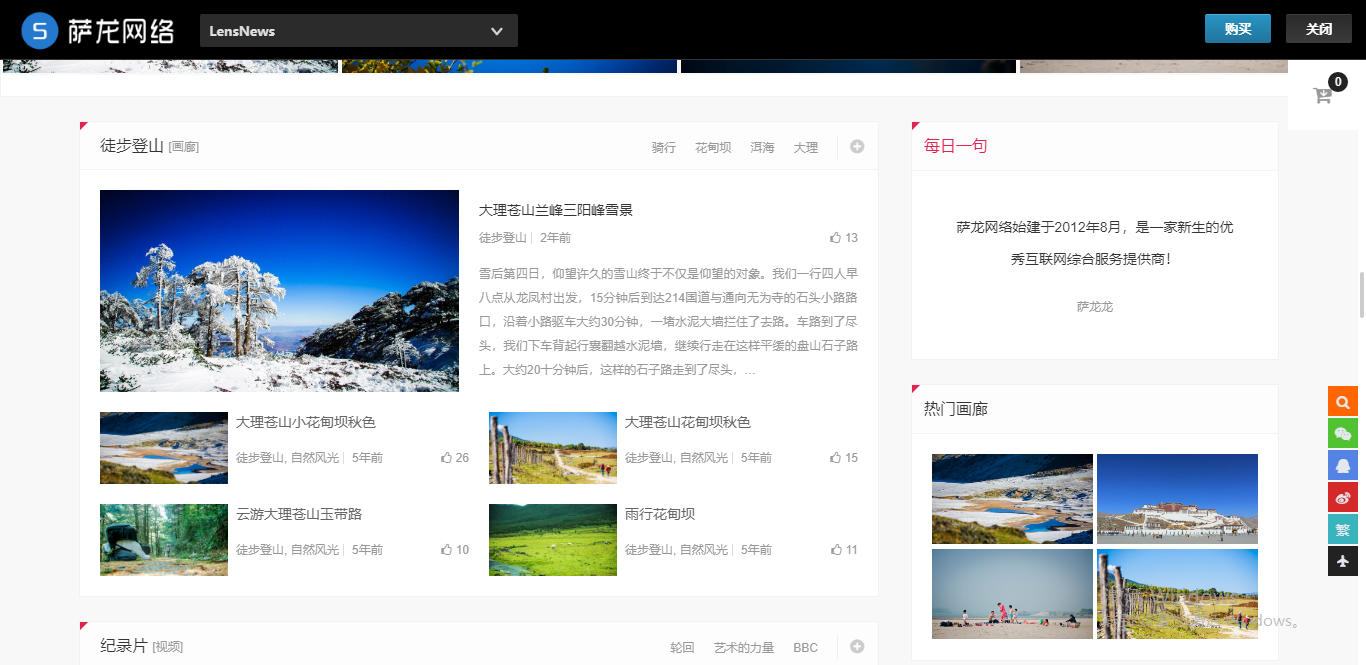 S 萨龙网络
LensNews
购买
关闭
0
徒步登山 [画廊]
骑行 花甸坝 洱海 大理
大理苍山兰峰三阳峰雪景
徒步登山 2年前 13
雪后第四日，仰望许久的雪山终于不仅是仰望的对象。我们一行四人早
八点从龙凤村出发，15分钟后到达214国道与通向无为寺的石头小路路
口，沿着小路驱车大约30分钟，一堵水泥大墙拦住了去路。车路到了尽
头，我们下车背起行囊翻越水泥墙，继续行走在这样平缓的盘山石子路
上。大约20十分钟后，这样的石子路走到了尽头，...
大理苍山小花甸坝秋色
徒步登山, 自然风光 5年前 26
大理苍山花甸坝秋色
徒步登山, 自然风光 5年前 15
云游大理苍山玉带路
徒步登山, 自然风光 5年前 10
雨行花甸坝
徒步登山, 自然风光 5年前 11
纪录片 [视频]
轮回 艺术的力量 BBC
每日一句
萨龙网络始建于2012年8月，是一家新生的优
秀互联网综合服务提供商！
萨龙龙
热门画廊
繁
dows。